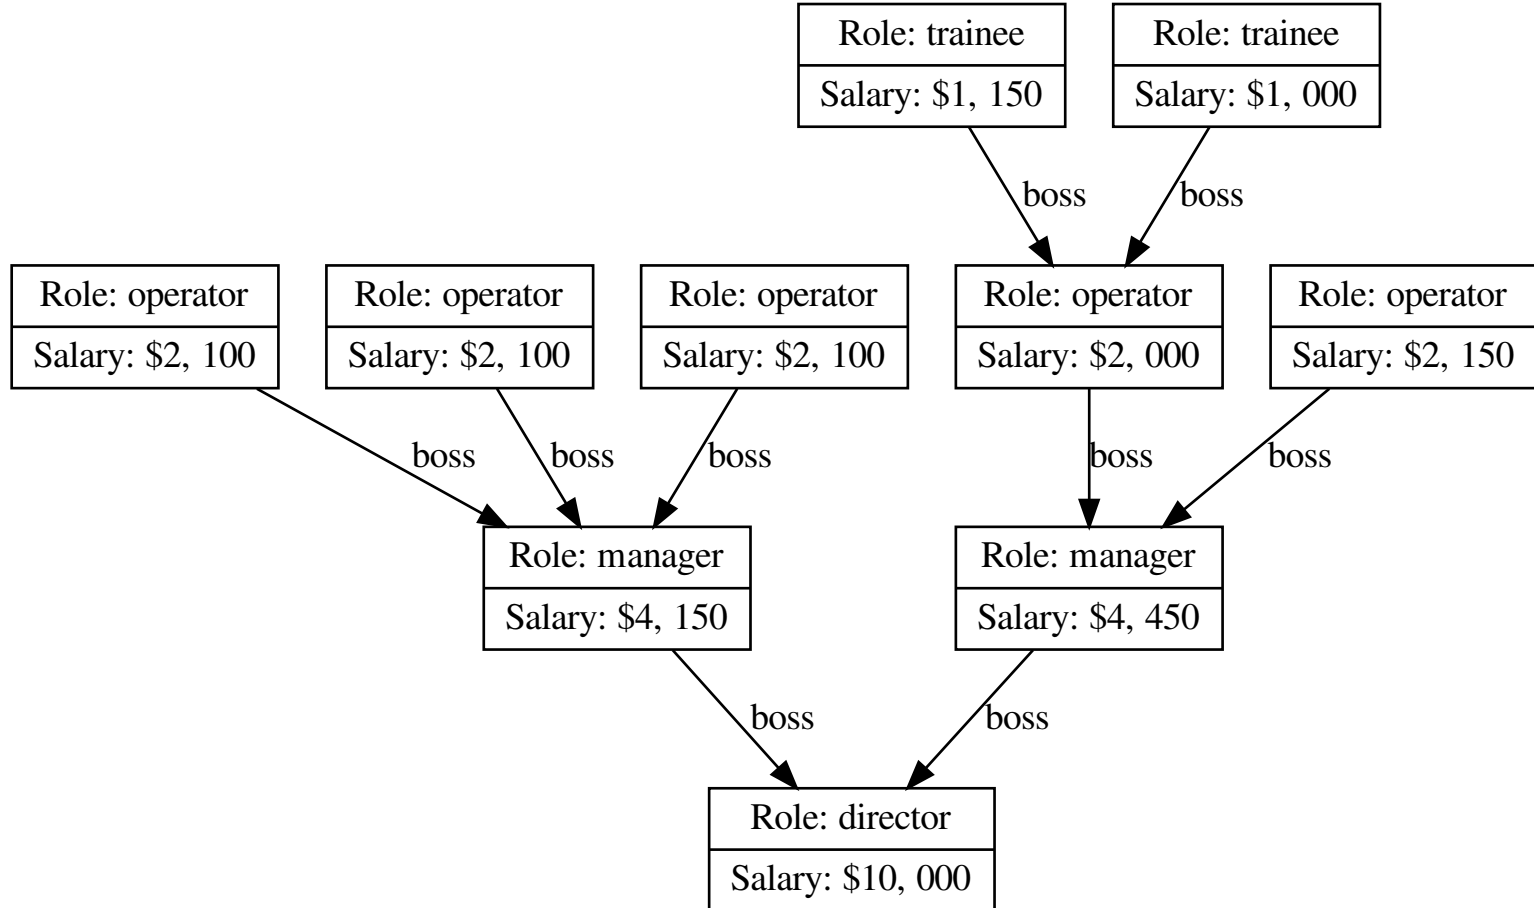 Role: trainee
Salary: $1, 150
Role: trainee
Salary: $1, 000
boss
boss
Role: operator
Salary: $2, 100
Role: operator
Salary: $2, 100
Role: operator
Salary: $2, 100
Role: operator
Salary: $2, 000
Role: operator
Salary: $2, 150
boss
boss
boss
boss
boss
Role: manager
Salary: $4, 150
Role: manager
Salary: $4, 450
boss
boss
Role: director
Salary: $10, 000